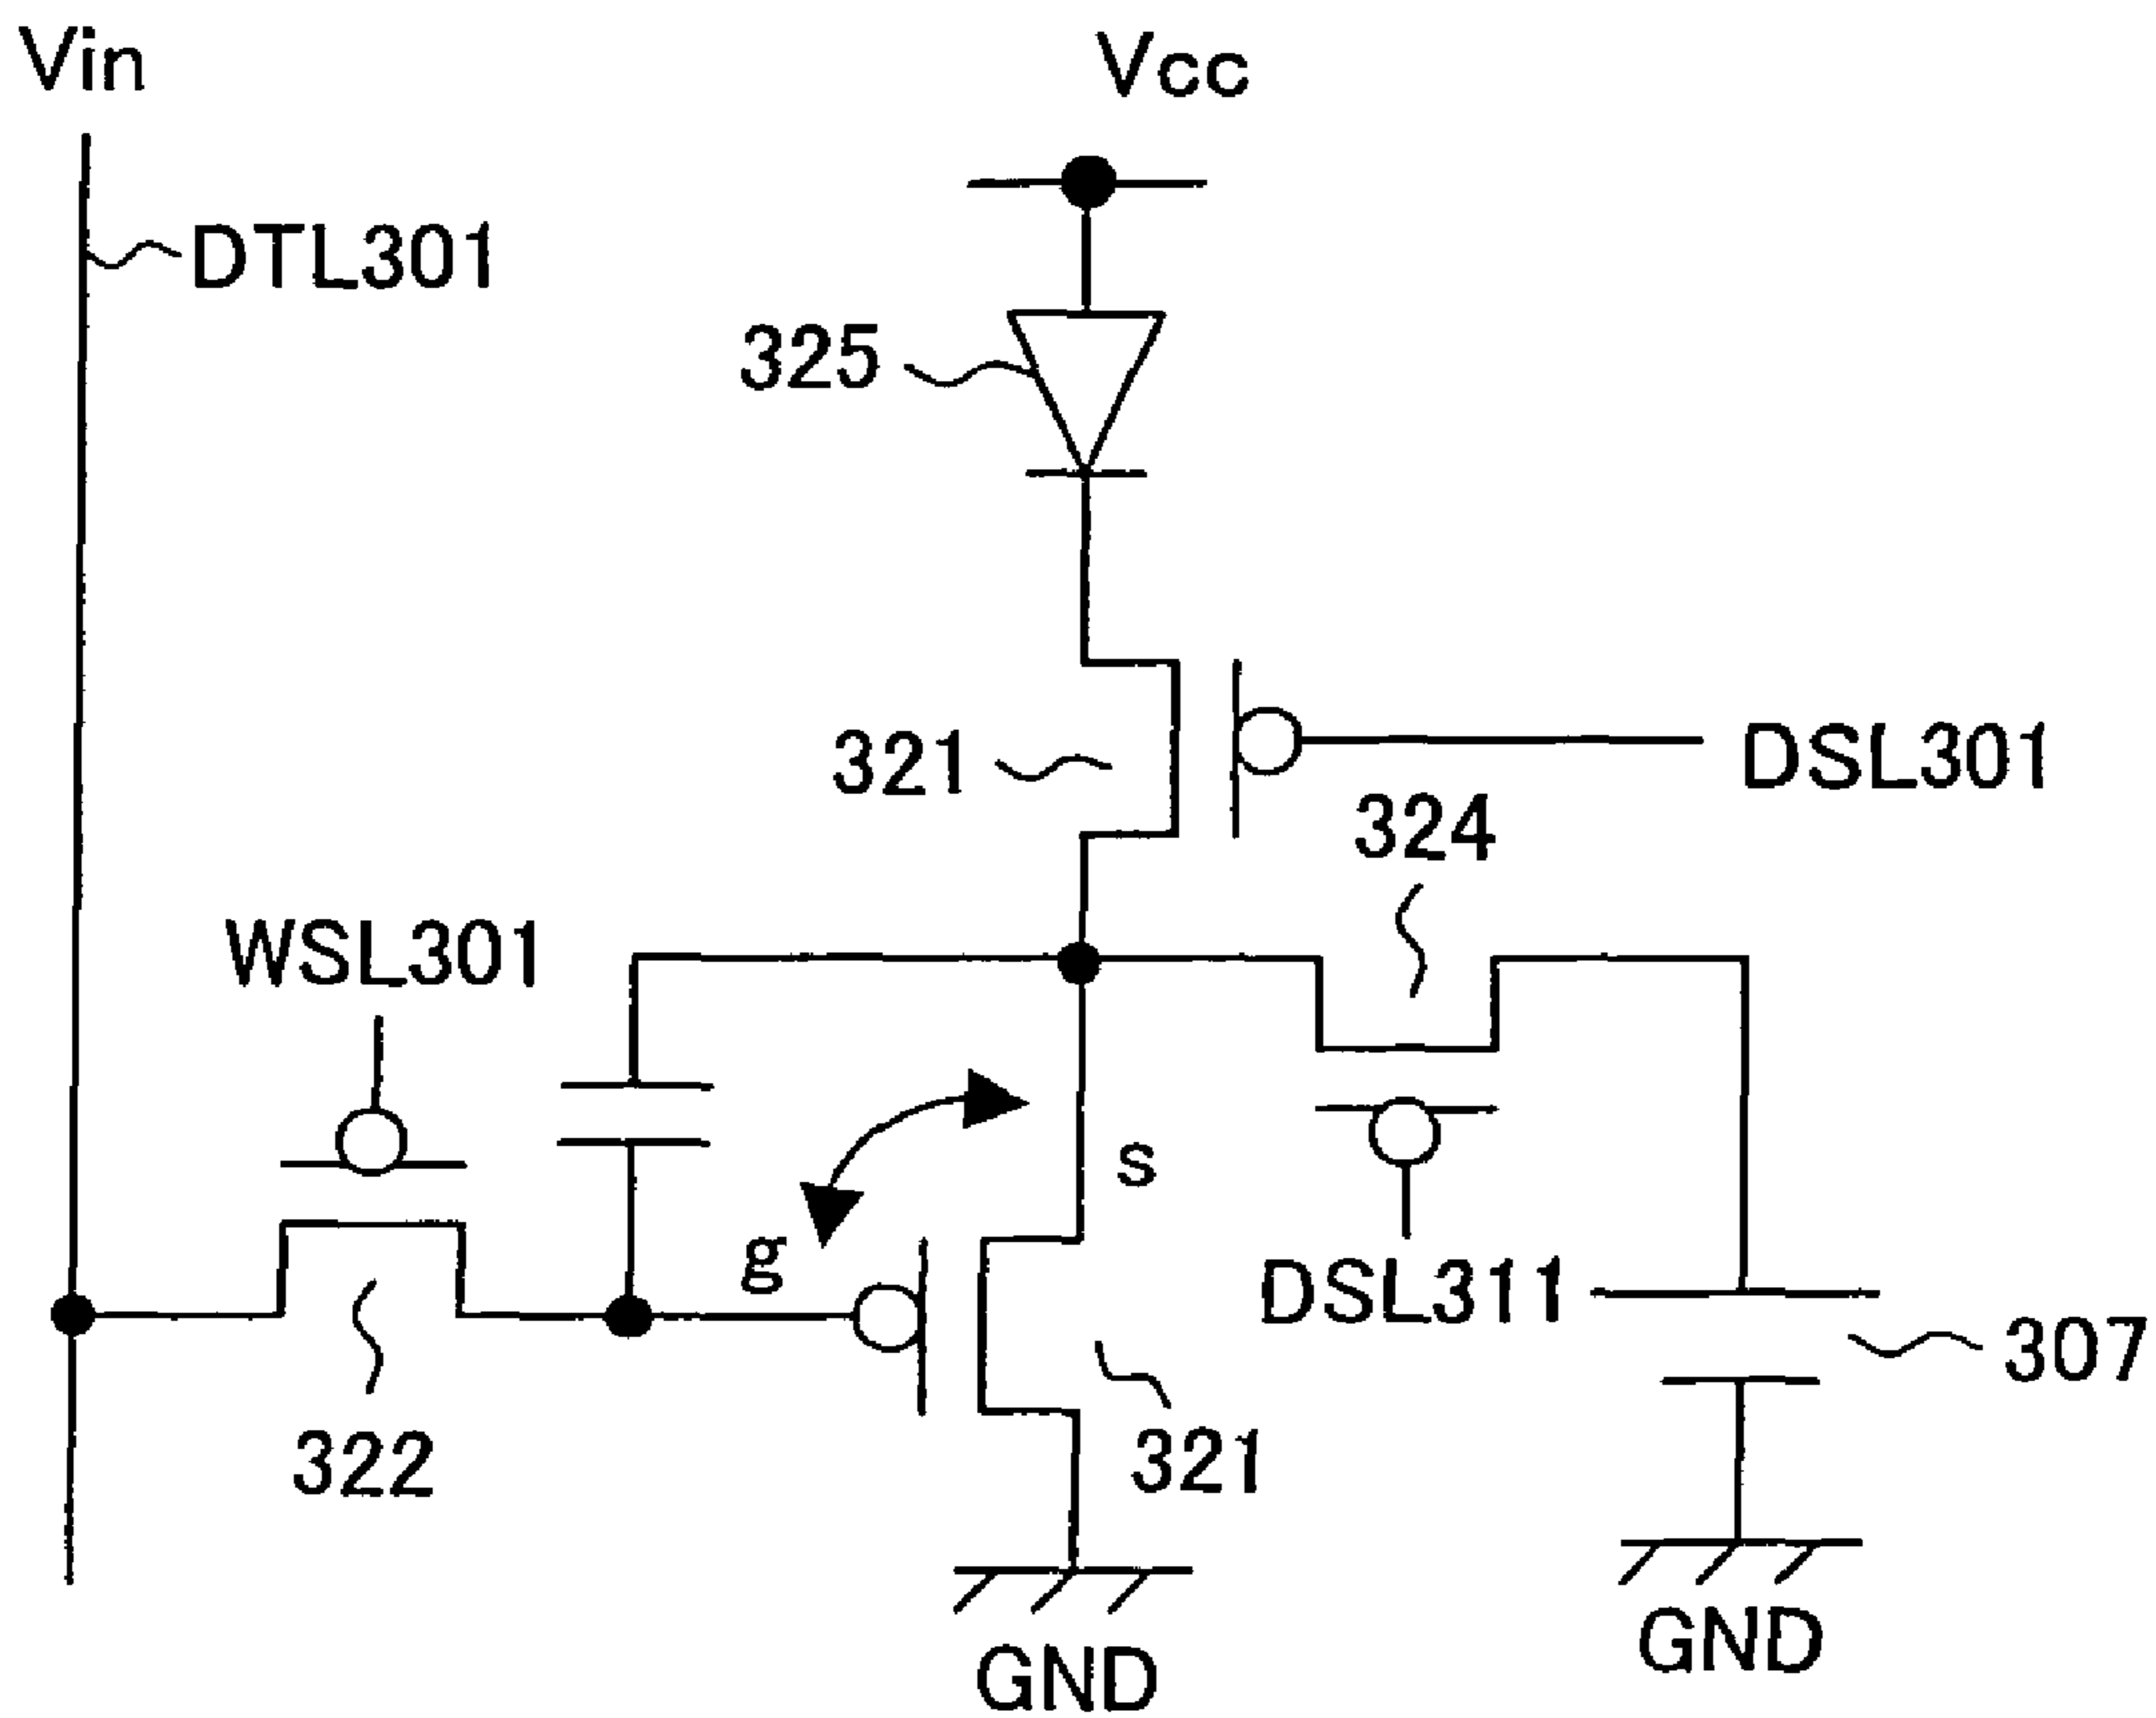 Vin
Vcc
DTL301
325
321
DSL301
324
WSL301
s
g
DSL311
307
322
321
GND
GND